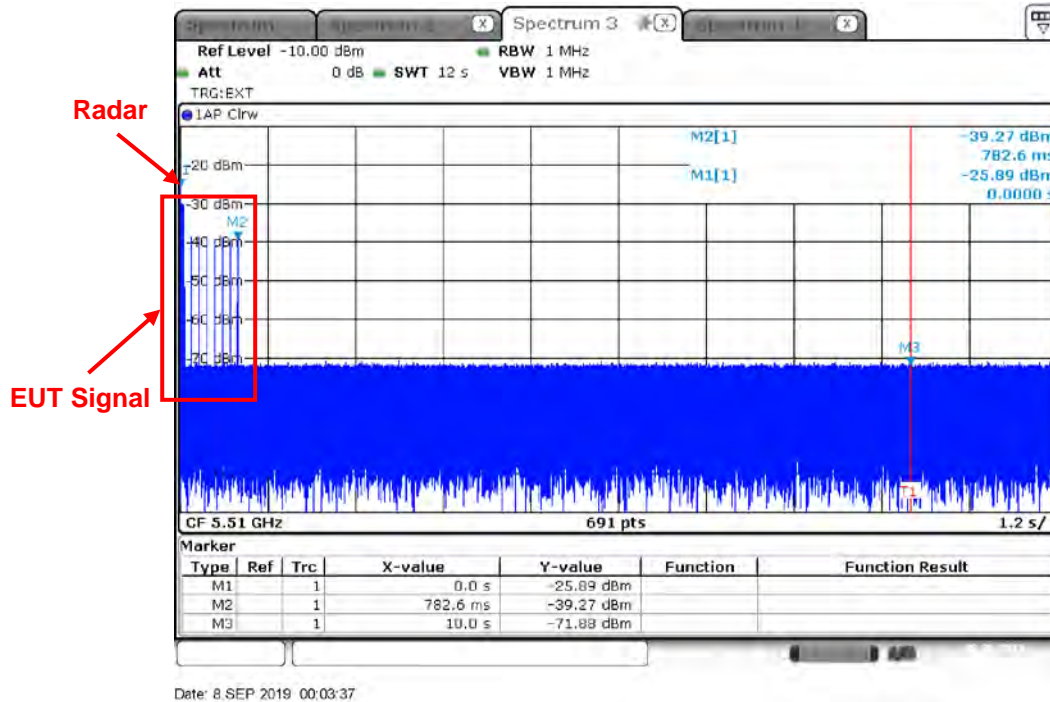 Spectrum 3
Ref Level -10.00 dBm RBW 1 MHz
Att 0 dB SWT 12 s VBW 1 MHz
TRG:EXT
1AP Clrw
Radar
M2[1] -39.27 dBm
782.6 ms
M1[1] -25.89 dBm
0.0000 s
-20 dBm
-30 dBm
M2
-40 dBm
-50 dBm
-60 dBm
-70 dBm
M3
EUT Signal
T1
CF 5.51 GHz 691 pts 1.2 s/
Marker
Type Ref Trc X-value Y-value Function Function Result
M1 1 0.0 s -25.89 dBm
M2 1 782.6 ms -39.27 dBm
M3 1 10.0 s -71.88 dBm
Date: 8.SEP 2019 00:03:37